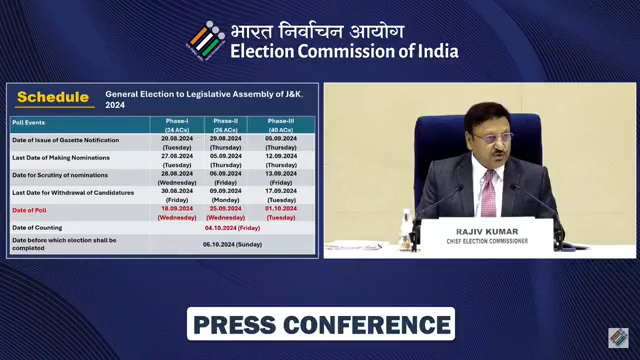 भारत निर्वाचन आयोग
Election Commission of India
Schedule
General Election to Legislative Assembly of J&K, 2024
Poll Events Phase-I (24 ACs) Phase-II (26 ACs) Phase-III (40 ACs)
Date of Issue of Gazette Notification 20.08.2024 (Tuesday) 29.08.2024 (Thursday) 05.09.2024 (Thursday)
Last Date of Making Nominations 27.08.2024 (Tuesday) 05.09.2024 (Thursday) 12.09.2024 (Thursday)
Date for Scrutiny of nominations 28.08.2024 (Wednesday) 06.09.2024 (Friday) 13.09.2024 (Friday)
Last Date for Withdrawal of Candidatures 30.08.2024 (Friday) 09.09.2024 (Monday) 17.09.2024 (Tuesday)
Date of Poll 18.09.2024 (Wednesday) 25.09.2024 (Wednesday) 01.10.2024 (Tuesday)
Date of Counting 04.10.2024 (Friday)
Date before which election shall be completed 06.10.2024 (Sunday)
RAJIV KUMAR
CHIEF ELECTION COMMISSIONER
PRESS CONFERENCE